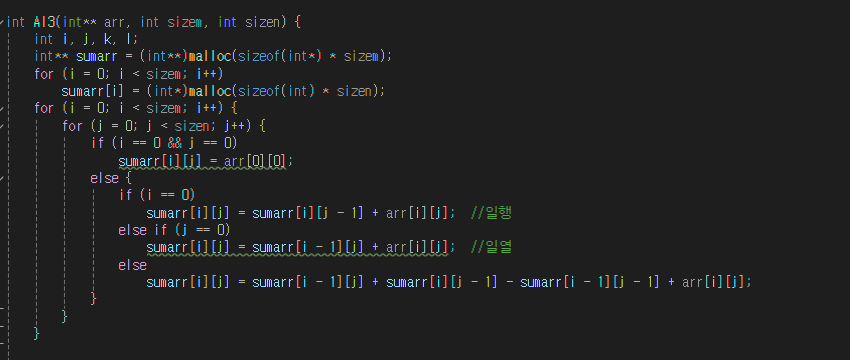 int Al3(int** arr, int sizem, int sizen) {
int i, j, k, l;
int** sumarr = (int**)malloc(sizeof(int*) * sizem);
for (i = 0; i < sizem; i++)
sumarr[i] = (int*)malloc(sizeof(int) * sizen);
for (i = 0; i < sizem; i++) {
for (j = 0; j < sizen; j++) {
if (i == 0 && j == 0)
sumarr[i][j] = arr[0][0];
else {
if (i == 0)
sumarr[i][j] = sumarr[i][j - 1] + arr[i][j]; //일행
else if (j == 0)
sumarr[i][j] = sumarr[i - 1][j] + arr[i][j]; //일열
else
sumarr[i][j] = sumarr[i - 1][j] + sumarr[i][j - 1] - sumarr[i - 1][j - 1] + arr[i][j];
}
}
}